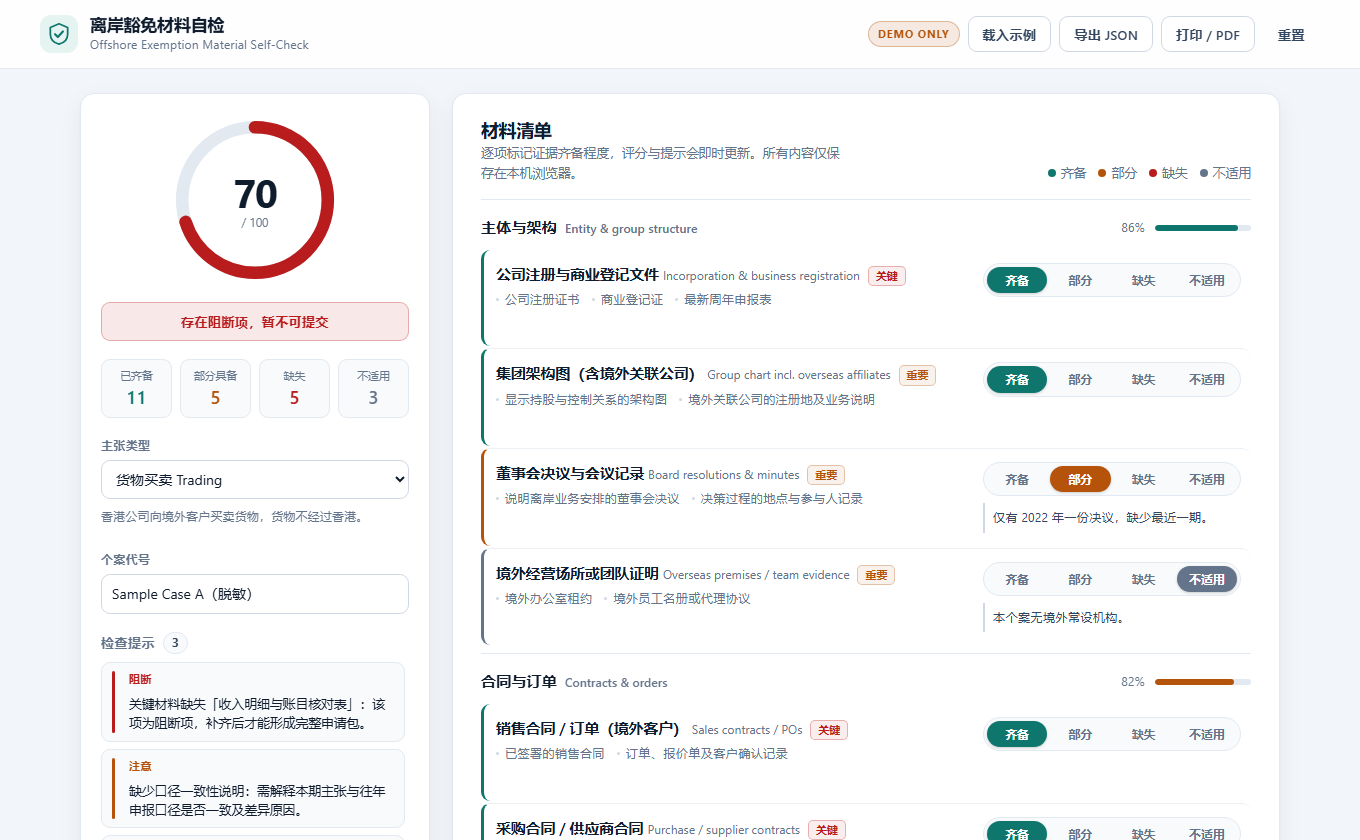 离岸豁免材料自检
Offshore Exemption Material Self-Check
DEMO ONLY
载入示例
导出 JSON
打印 / PDF
重置
70
/ 100
存在阻断项，暂不可提交
已齐备
11
部分具备
5
缺失
5
不适用
3
主张类型
货物买卖 Trading
香港公司向境外客户买卖货物，货物不经过香港。
个案代号
Sample Case A（脱敏）
检查提示 3
阻断
关键材料缺失「收入明细与账目核对表」：该
项为阻断项，补齐后才能形成完整申请包。
注意
缺少口径一致性说明：需解释本期主张与往年
申报口径是否一致及差异原因。
材料清单
逐项标记证据齐备程度，评分与提示会即时更新。所有内容仅保
存在本机浏览器。
齐备 部分 缺失 不适用
主体与架构 Entity & group structure 86%
公司注册与商业登记文件 Incorporation & business registration 关键
齐备 部分 缺失 不适用
公司注册证书 商业登记证 最新周年申报表
集团架构图（含境外关联公司） Group chart incl. overseas affiliates 重要
齐备 部分 缺失 不适用
显示持股与控制关系的架构图 境外关联公司的注册地及业务说明
董事会决议与会议记录 Board resolutions & minutes 重要
齐备 部分 缺失 不适用
说明离岸业务安排的董事会决议 决策过程的地点与参与人记录
仅有 2022 年一份决议，缺少最近一期。
境外经营场所或团队证明 Overseas premises / team evidence 重要
齐备 部分 缺失 不适用
境外办公室租约 境外员工名册或代理协议
本个案无境外常设机构。
合同与订单 Contracts & orders 82%
销售合同 / 订单（境外客户） Sales contracts / POs 关键
齐备 部分 缺失 不适用
已签署的销售合同 订单、报价单及客户确认记录
采购合同 / 供应商合同 Purchase / supplier contracts 关键
齐备 部分 缺失 不适用